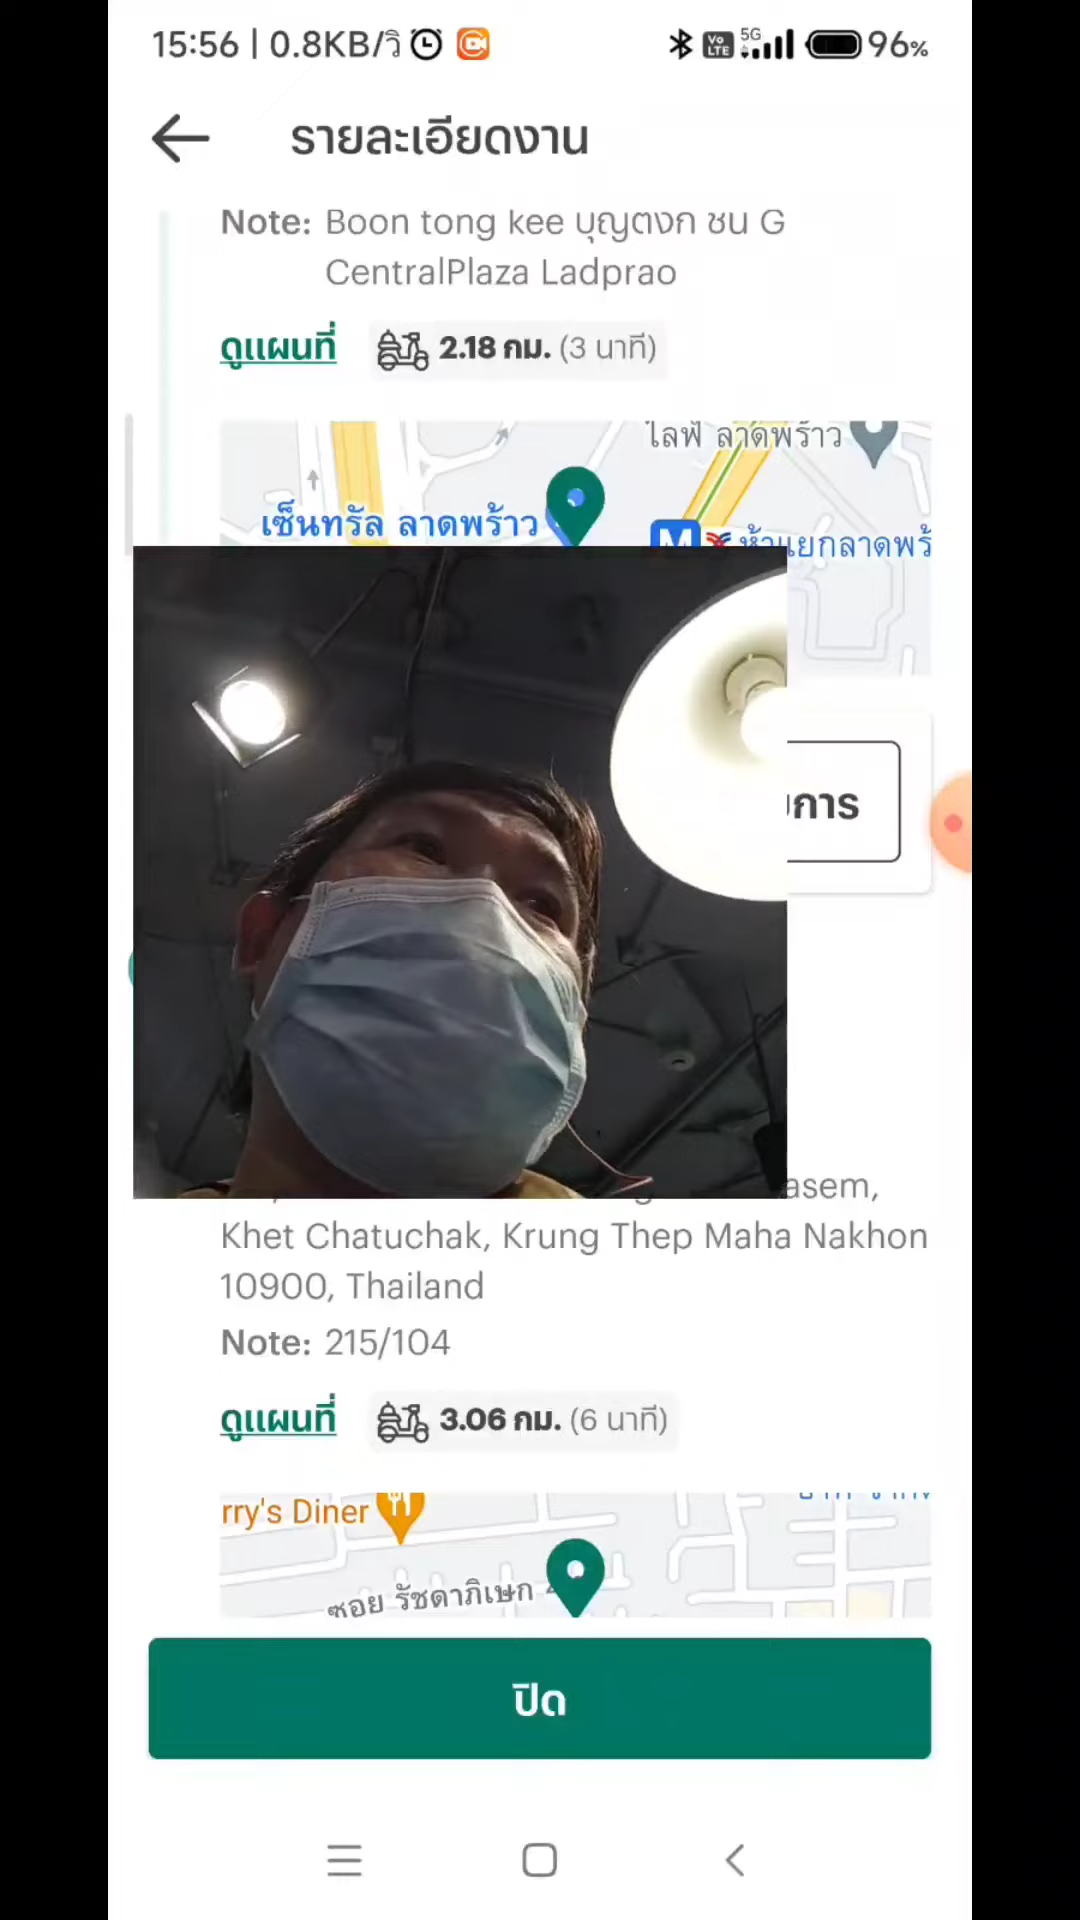 15:56 | 0.8KB/วิ
Vo LTE 5G 96%
รายละเอียดงาน
Note: Boon tong kee บุญตงก ชน G
CentralPlaza Ladprao
ดูแผนที่ 2.18 กม. (3 นาที)
ไลฟ์ ลาดพร้าว
เซ็นทรัล ลาดพร้าว
asem,
Khet Chatuchak, Krung Thep Maha Nakhon
10900, Thailand
Note: 215/104
ดูแผนที่ 3.06 กม. (6 นาที)
rry's Diner
ซอย รัชดาภิเษก
ปิด